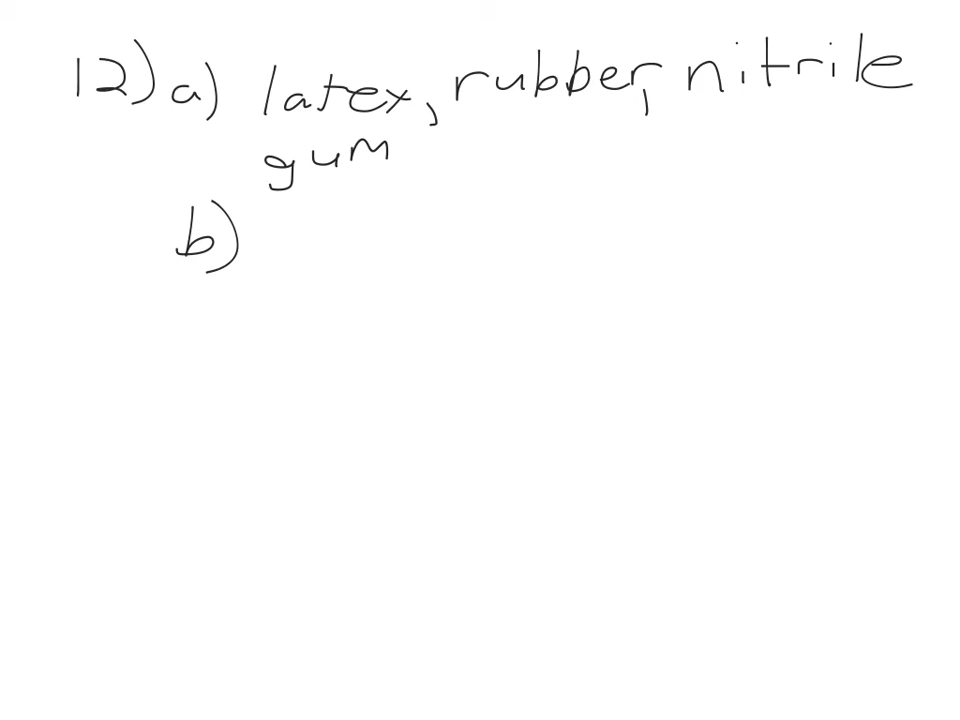 12) a) latex, rubber, nitrile
gum
b)